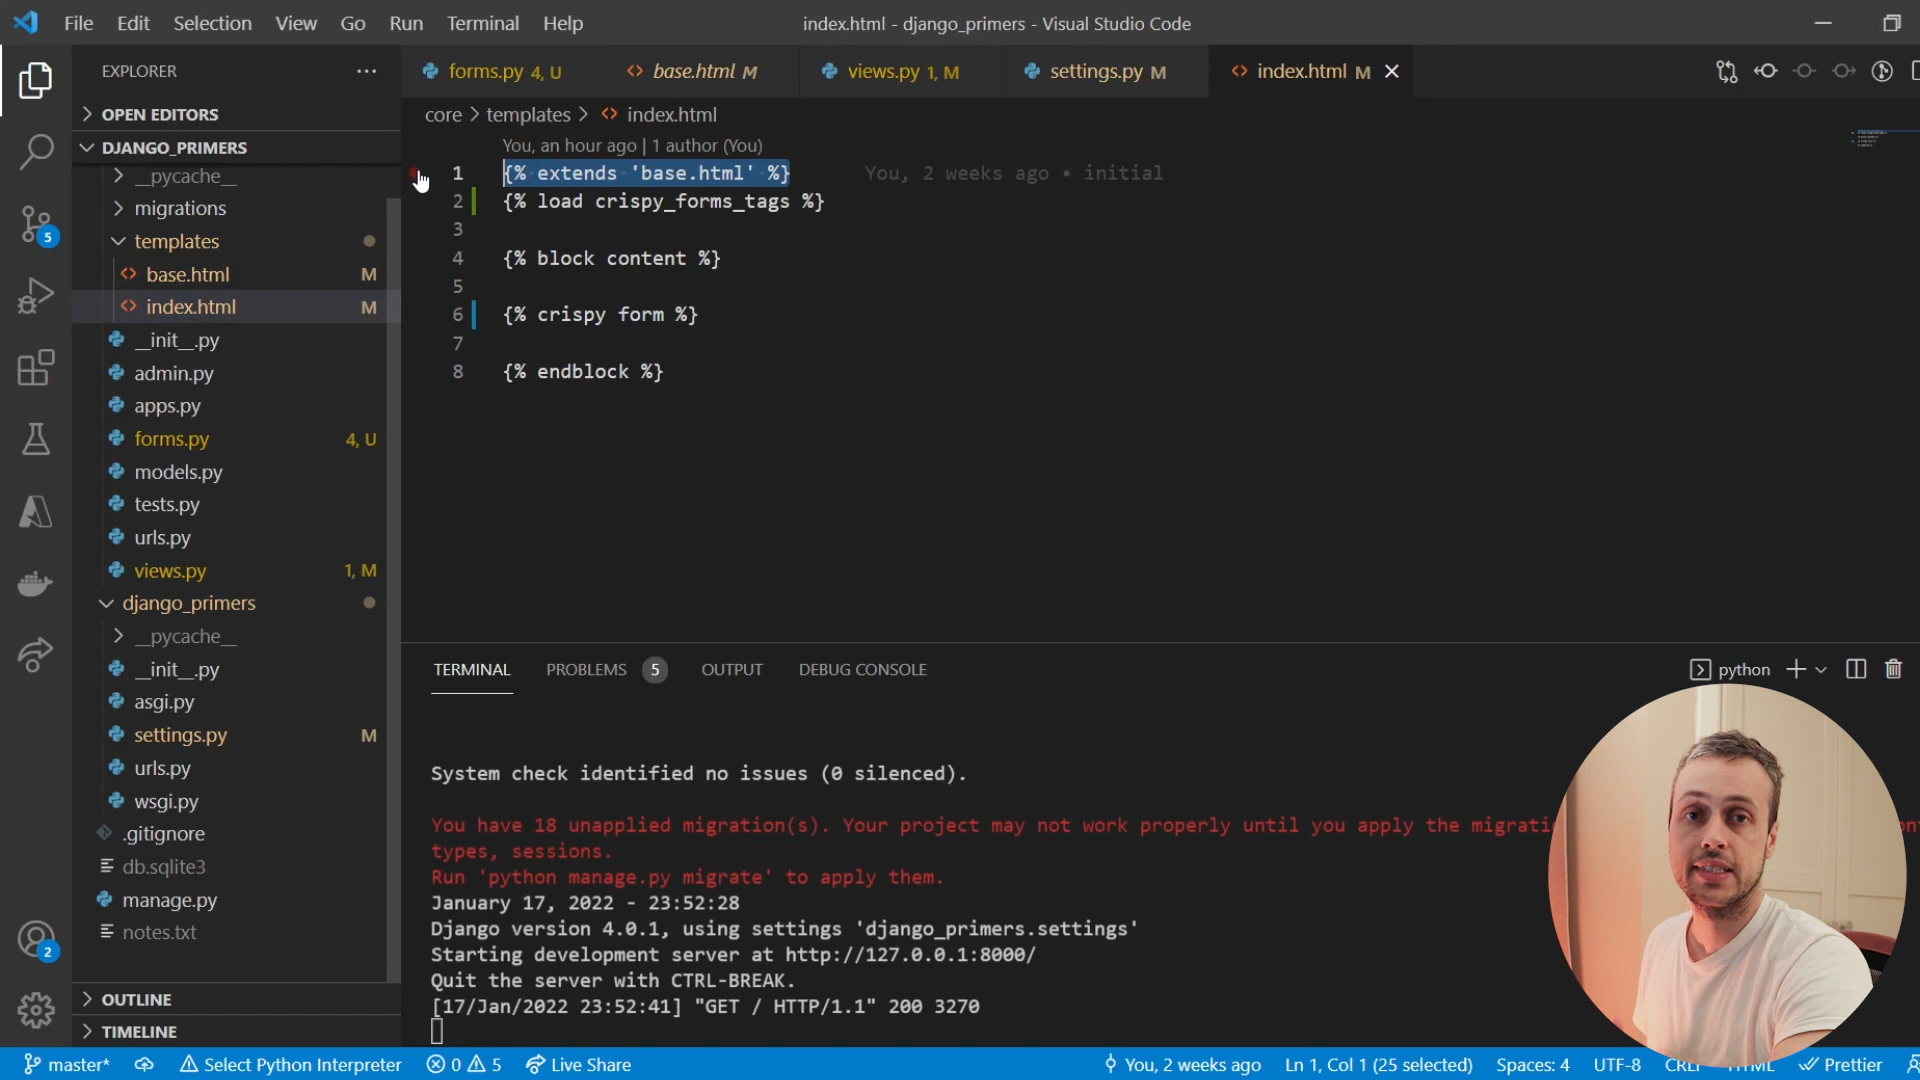 File Edit Selection View Go Run Terminal Help
index.html - django_primers - Visual Studio Code
EXPLORER
OPEN EDITORS
DJANGO_PRIMERS
__pycache__
migrations
templates
base.html M
index.html M
__init__.py
admin.py
apps.py
forms.py 4, U
models.py
tests.py
urls.py
views.py 1, M
django_primers
__pycache__
__init__.py
asgi.py
settings.py M
urls.py
wsgi.py
.gitignore
db.sqlite3
manage.py
notes.txt
OUTLINE
TIMELINE
5
2
forms.py 4, U base.html M views.py 1, M settings.py M index.html M
core > templates > index.html
You, an hour ago | 1 author (You)
1 {% extends 'base.html' %} You, 2 weeks ago • initial
2 {% load crispy_forms_tags %}
3
4 {% block content %}
5
6 {% crispy form %}
7
8 {% endblock %}
TERMINAL PROBLEMS 5 OUTPUT DEBUG CONSOLE
python
System check identified no issues (0 silenced).
You have 18 unapplied migration(s). Your project may not work properly until you apply the
types, sessions.
Run 'python manage.py migrate' to apply them.
January 17, 2022 - 23:52:28
Django version 4.0.1, using settings 'django_primers.settings'
Starting development server at http://127.0.0.1:8000/
Quit the server with CTRL-BREAK.
[17/Jan/2022 23:52:41] "GET / HTTP/1.1" 200 3270
master* Select Python Interpreter 0 5 Live Share You, 2 weeks ago Ln 1, Col 1 (25 selected) Spaces: 4 UTF-8 Prettier